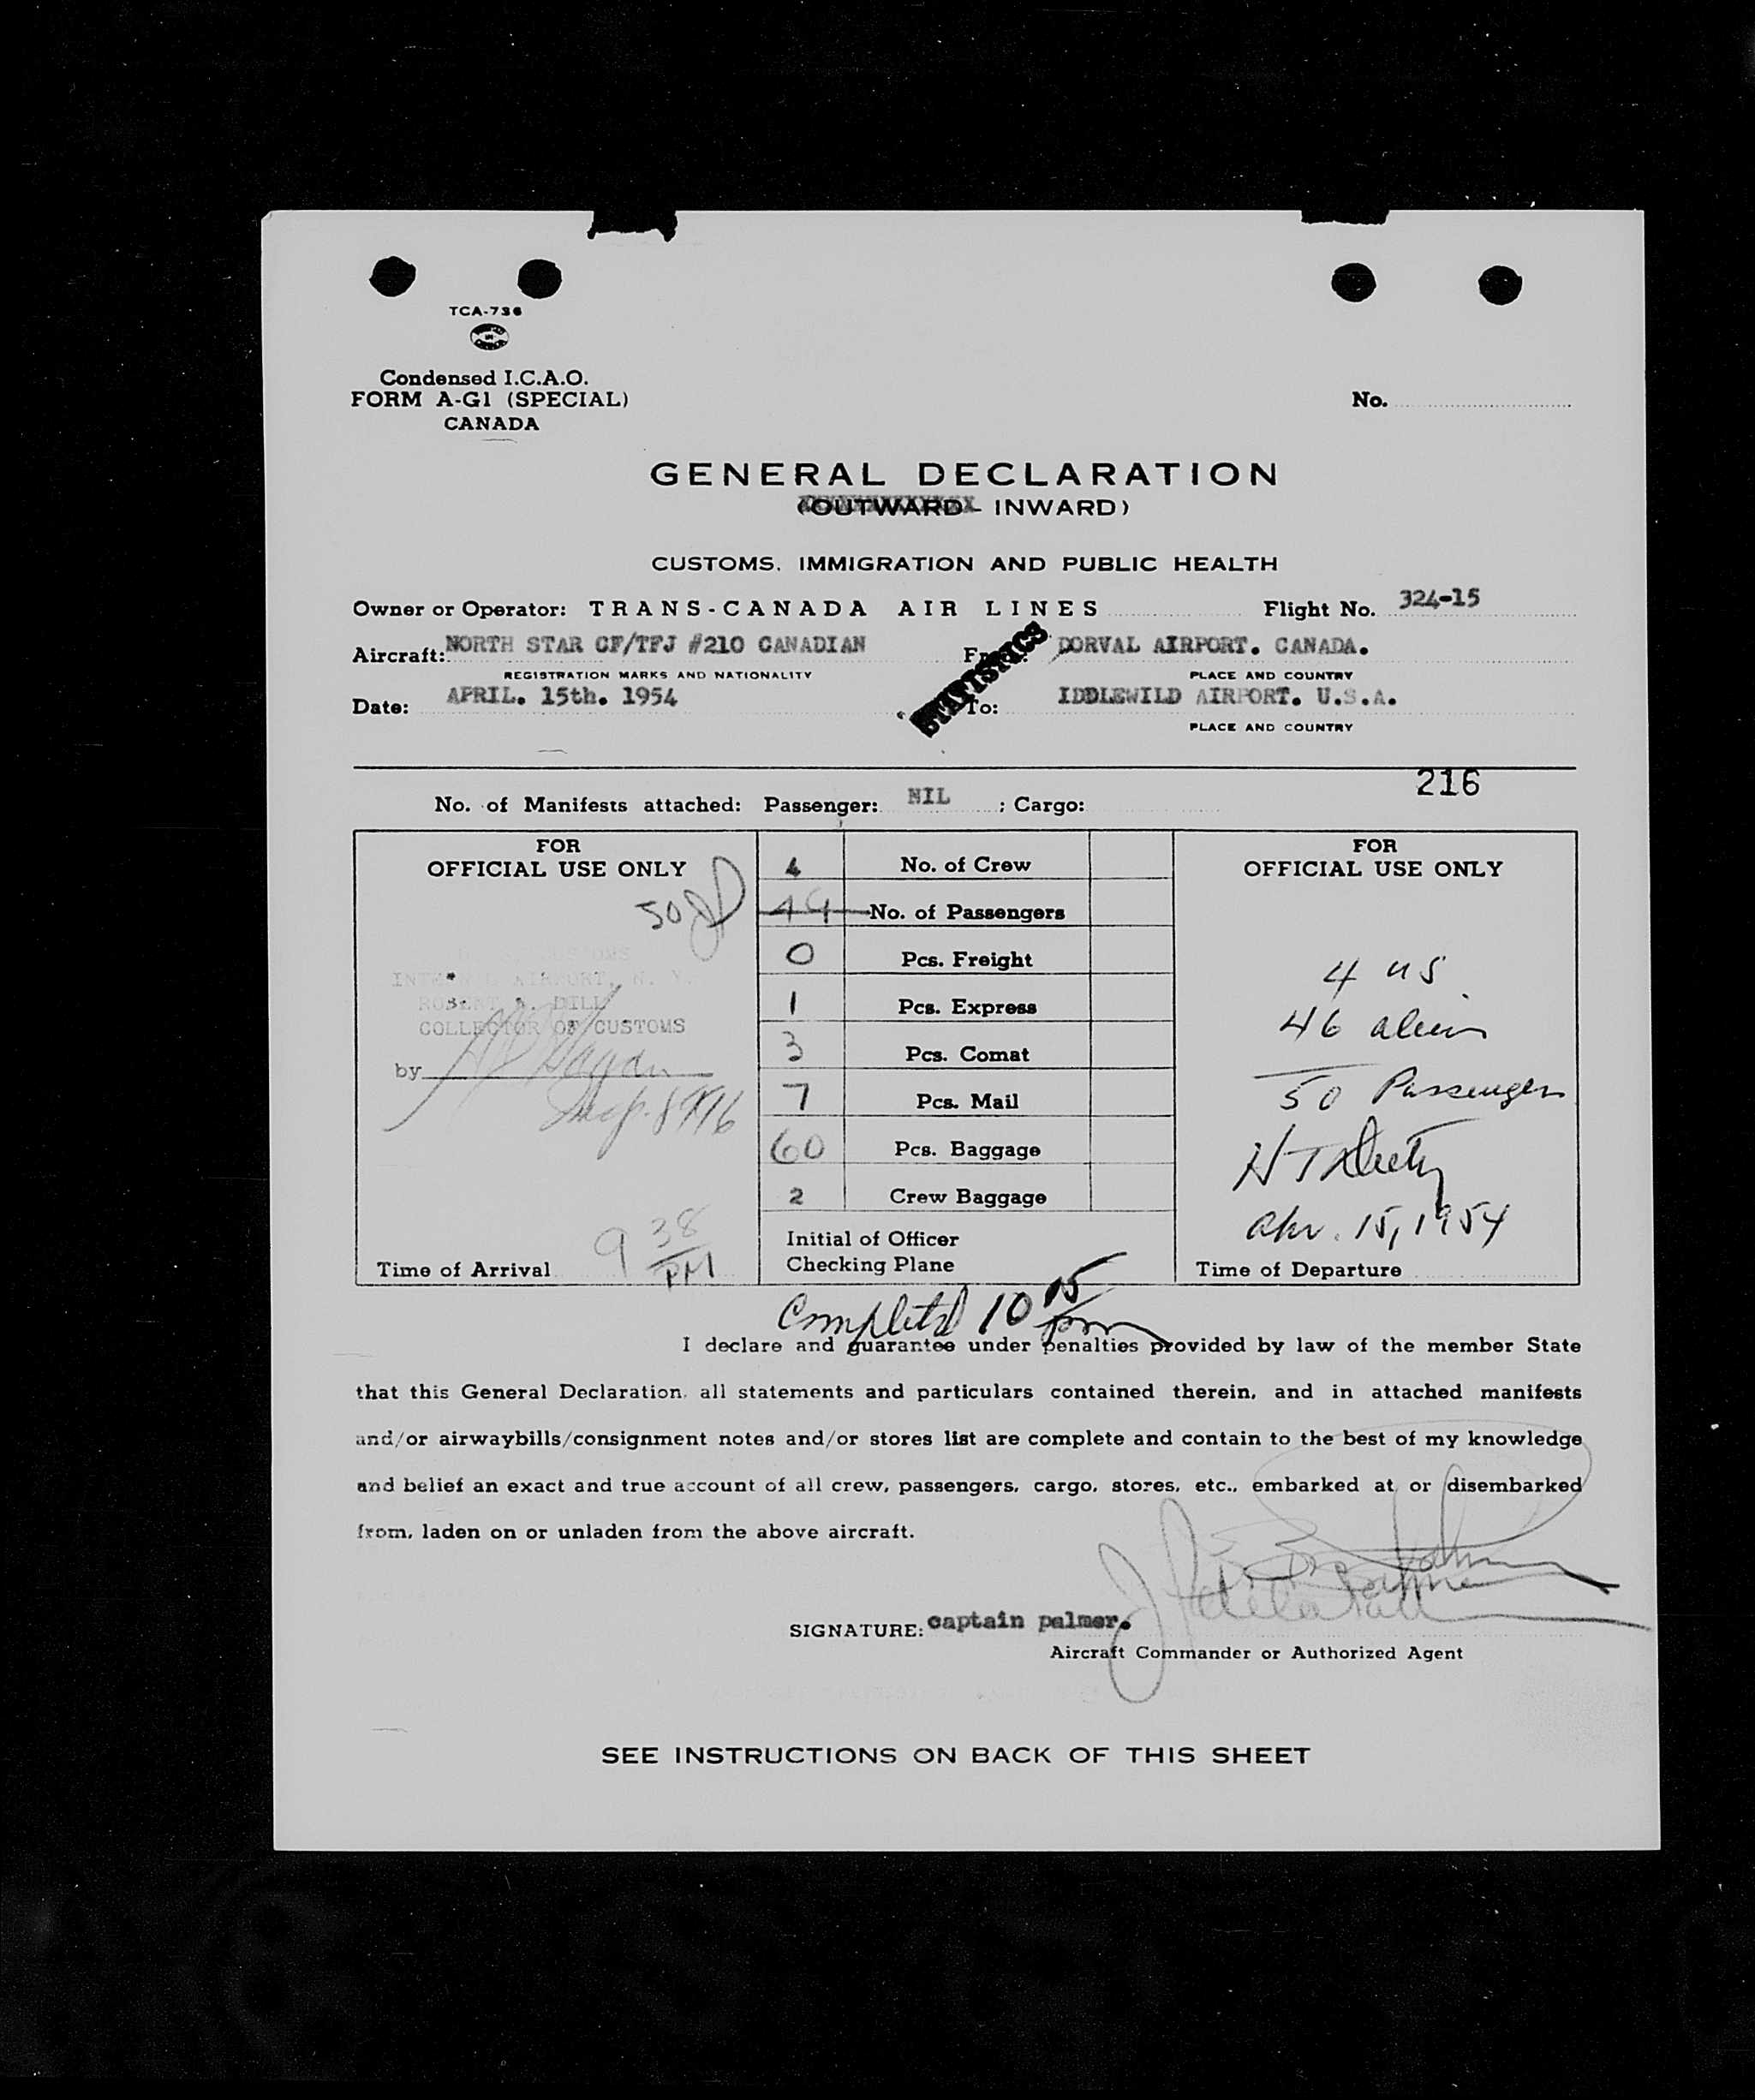 TCA-736
Condensed I.C.A.O.
FORM A-G1 (SPECIAL)
CANADA
No.
GENERAL DECLARATION
(OUTWARD - INWARD)
CUSTOMS, IMMIGRATION AND PUBLIC HEALTH
Owner or Operator: TRANS-CANADA AIR LINES Flight No. 324-15
Aircraft: NORTH STAR CF/TFJ #210 CANADIAN From: DORVAL AIRPORT. CANADA.
REGISTRATION MARKS AND NATIONALITY PLACE AND COUNTRY
STATISTICS
Date: APRIL. 15th. 1954 To: IDDLEWILD AIRPORT. U.S.A.
PLACE AND COUNTRY
216
No. of Manifests attached: Passenger: NIL ; Cargo:
FOR
OFFICIAL USE ONLY
50
CUSTOMS
AIRPORT, N. Y.
ROBERT W. DILL
COLLECTOR OF CUSTOMS
by
Time of Arrival 9 38 PM
4 No. of Crew
49 No. of Passengers
0 Pcs. Freight
1 Pcs. Express
3 Pcs. Comat
7 Pcs. Mail
60 Pcs. Baggage
2 Crew Baggage
Initial of Officer
Checking Plane
FOR
OFFICIAL USE ONLY
4 US
46 alien
50 Passengers
Apr. 15, 1954
Time of Departure
Completed 10 15 pm
I declare and guarantee under penalties provided by law of the member State
that this General Declaration, all statements and particulars contained therein, and in attached manifests
and/or airwaybills/consignment notes and/or stores list are complete and contain to the best of my knowledge
and belief an exact and true account of all crew, passengers, cargo, stores, etc., embarked at or disembarked
from, laden on or unladen from the above aircraft.
SIGNATURE: captain palmer.
Aircraft Commander or Authorized Agent
SEE INSTRUCTIONS ON BACK OF THIS SHEET